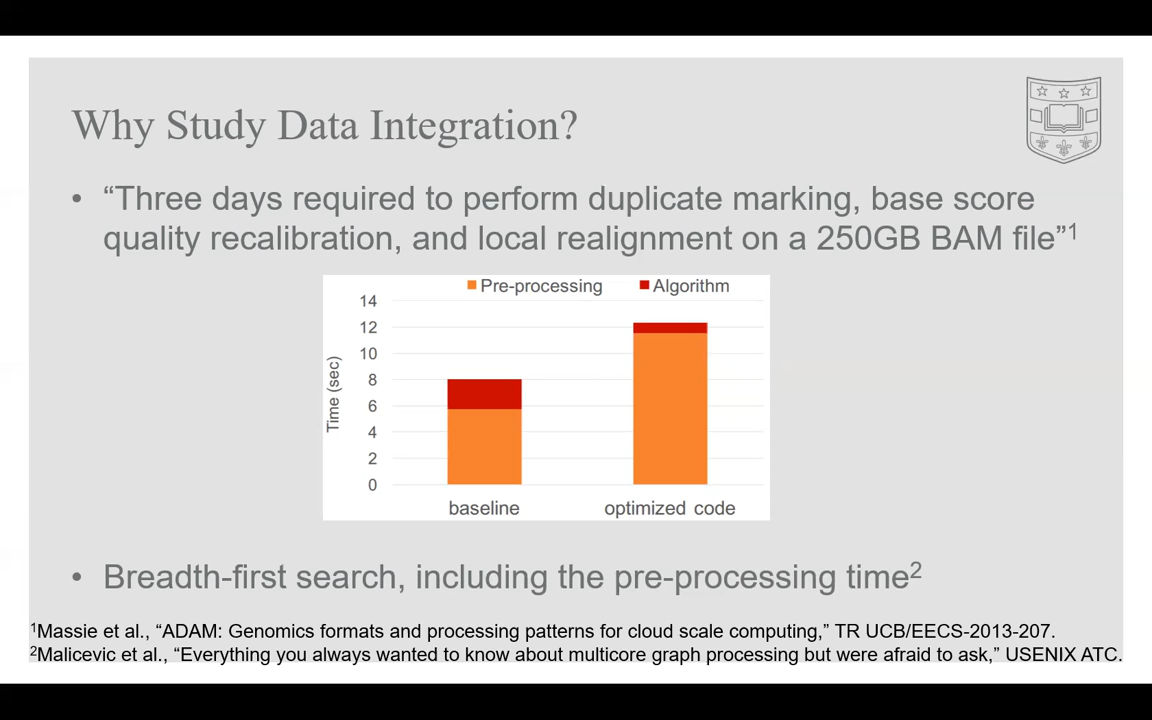 Why Study Data Integration?
• “Three days required to perform duplicate marking, base score
quality recalibration, and local realignment on a 250GB BAM file”1
Pre-processing Algorithm
14
12
10
8
6
4
2
0
Time (sec)
baseline optimized code
• Breadth-first search, including the pre-processing time2
1Massie et al., “ADAM: Genomics formats and processing patterns for cloud scale computing,” TR UCB/EECS-2013-207.
2Malicevic et al., “Everything you always wanted to know about multicore graph processing but were afraid to ask,” USENIX ATC.